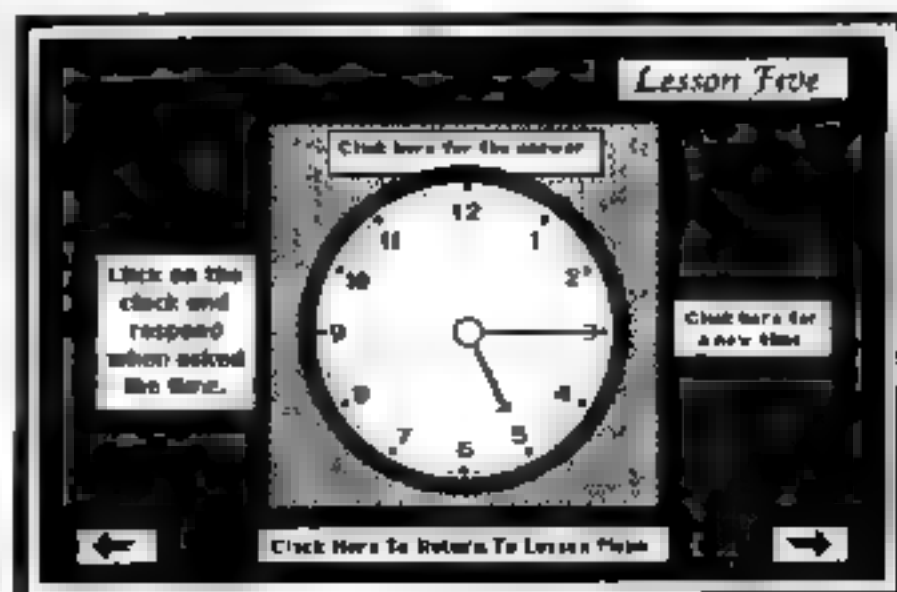 Lesson Five
Click here for the answer
12
11
1
10
2
Click on the
clock and
respond
when asked
the time.
9
3
Click here for
a new time
8
4
7
5
6
Click Here To Return To Lesson Menu